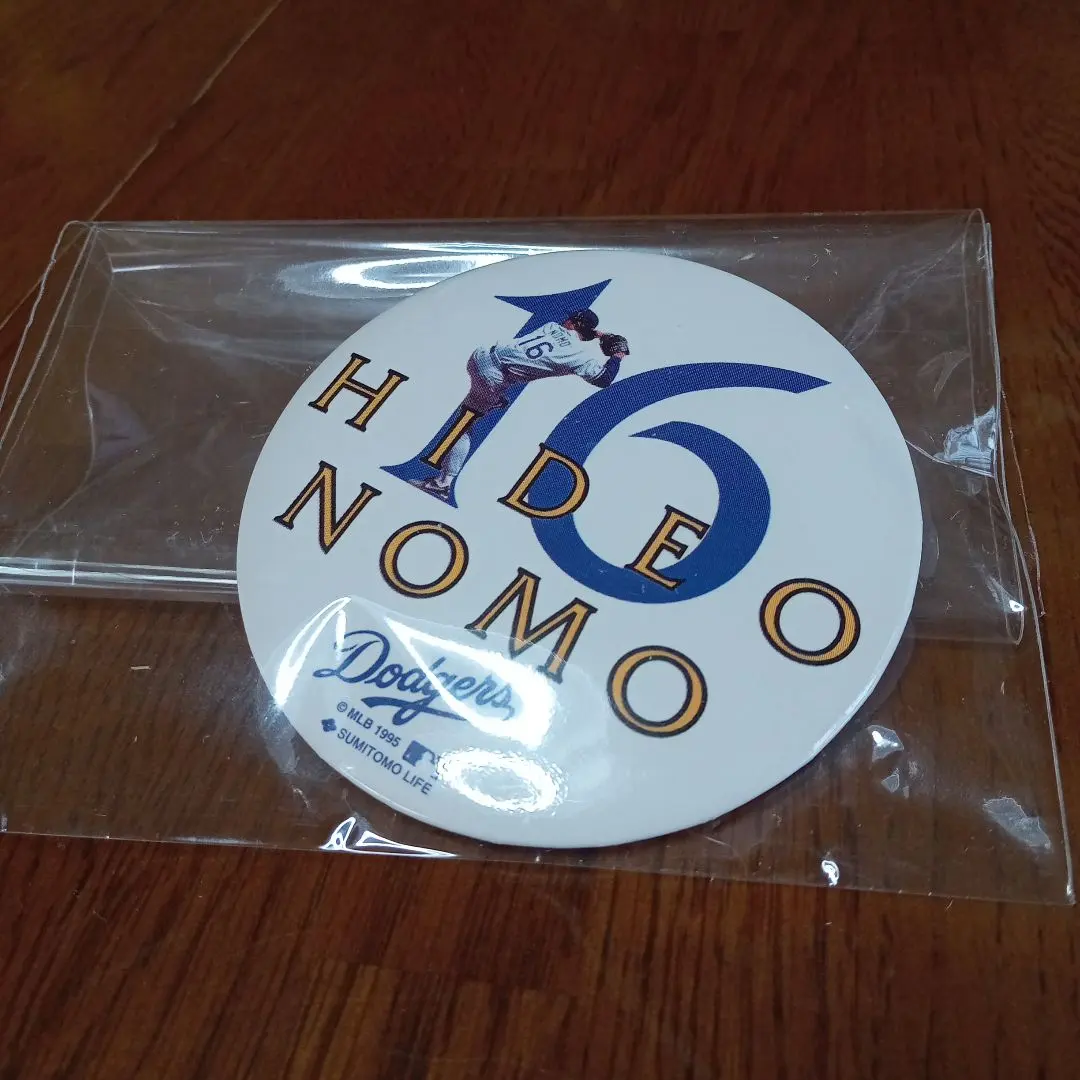 16
NOMO
16
HIDEO
NOMO
Dodgers
© MLB 1995
SUMITOMO LIFE